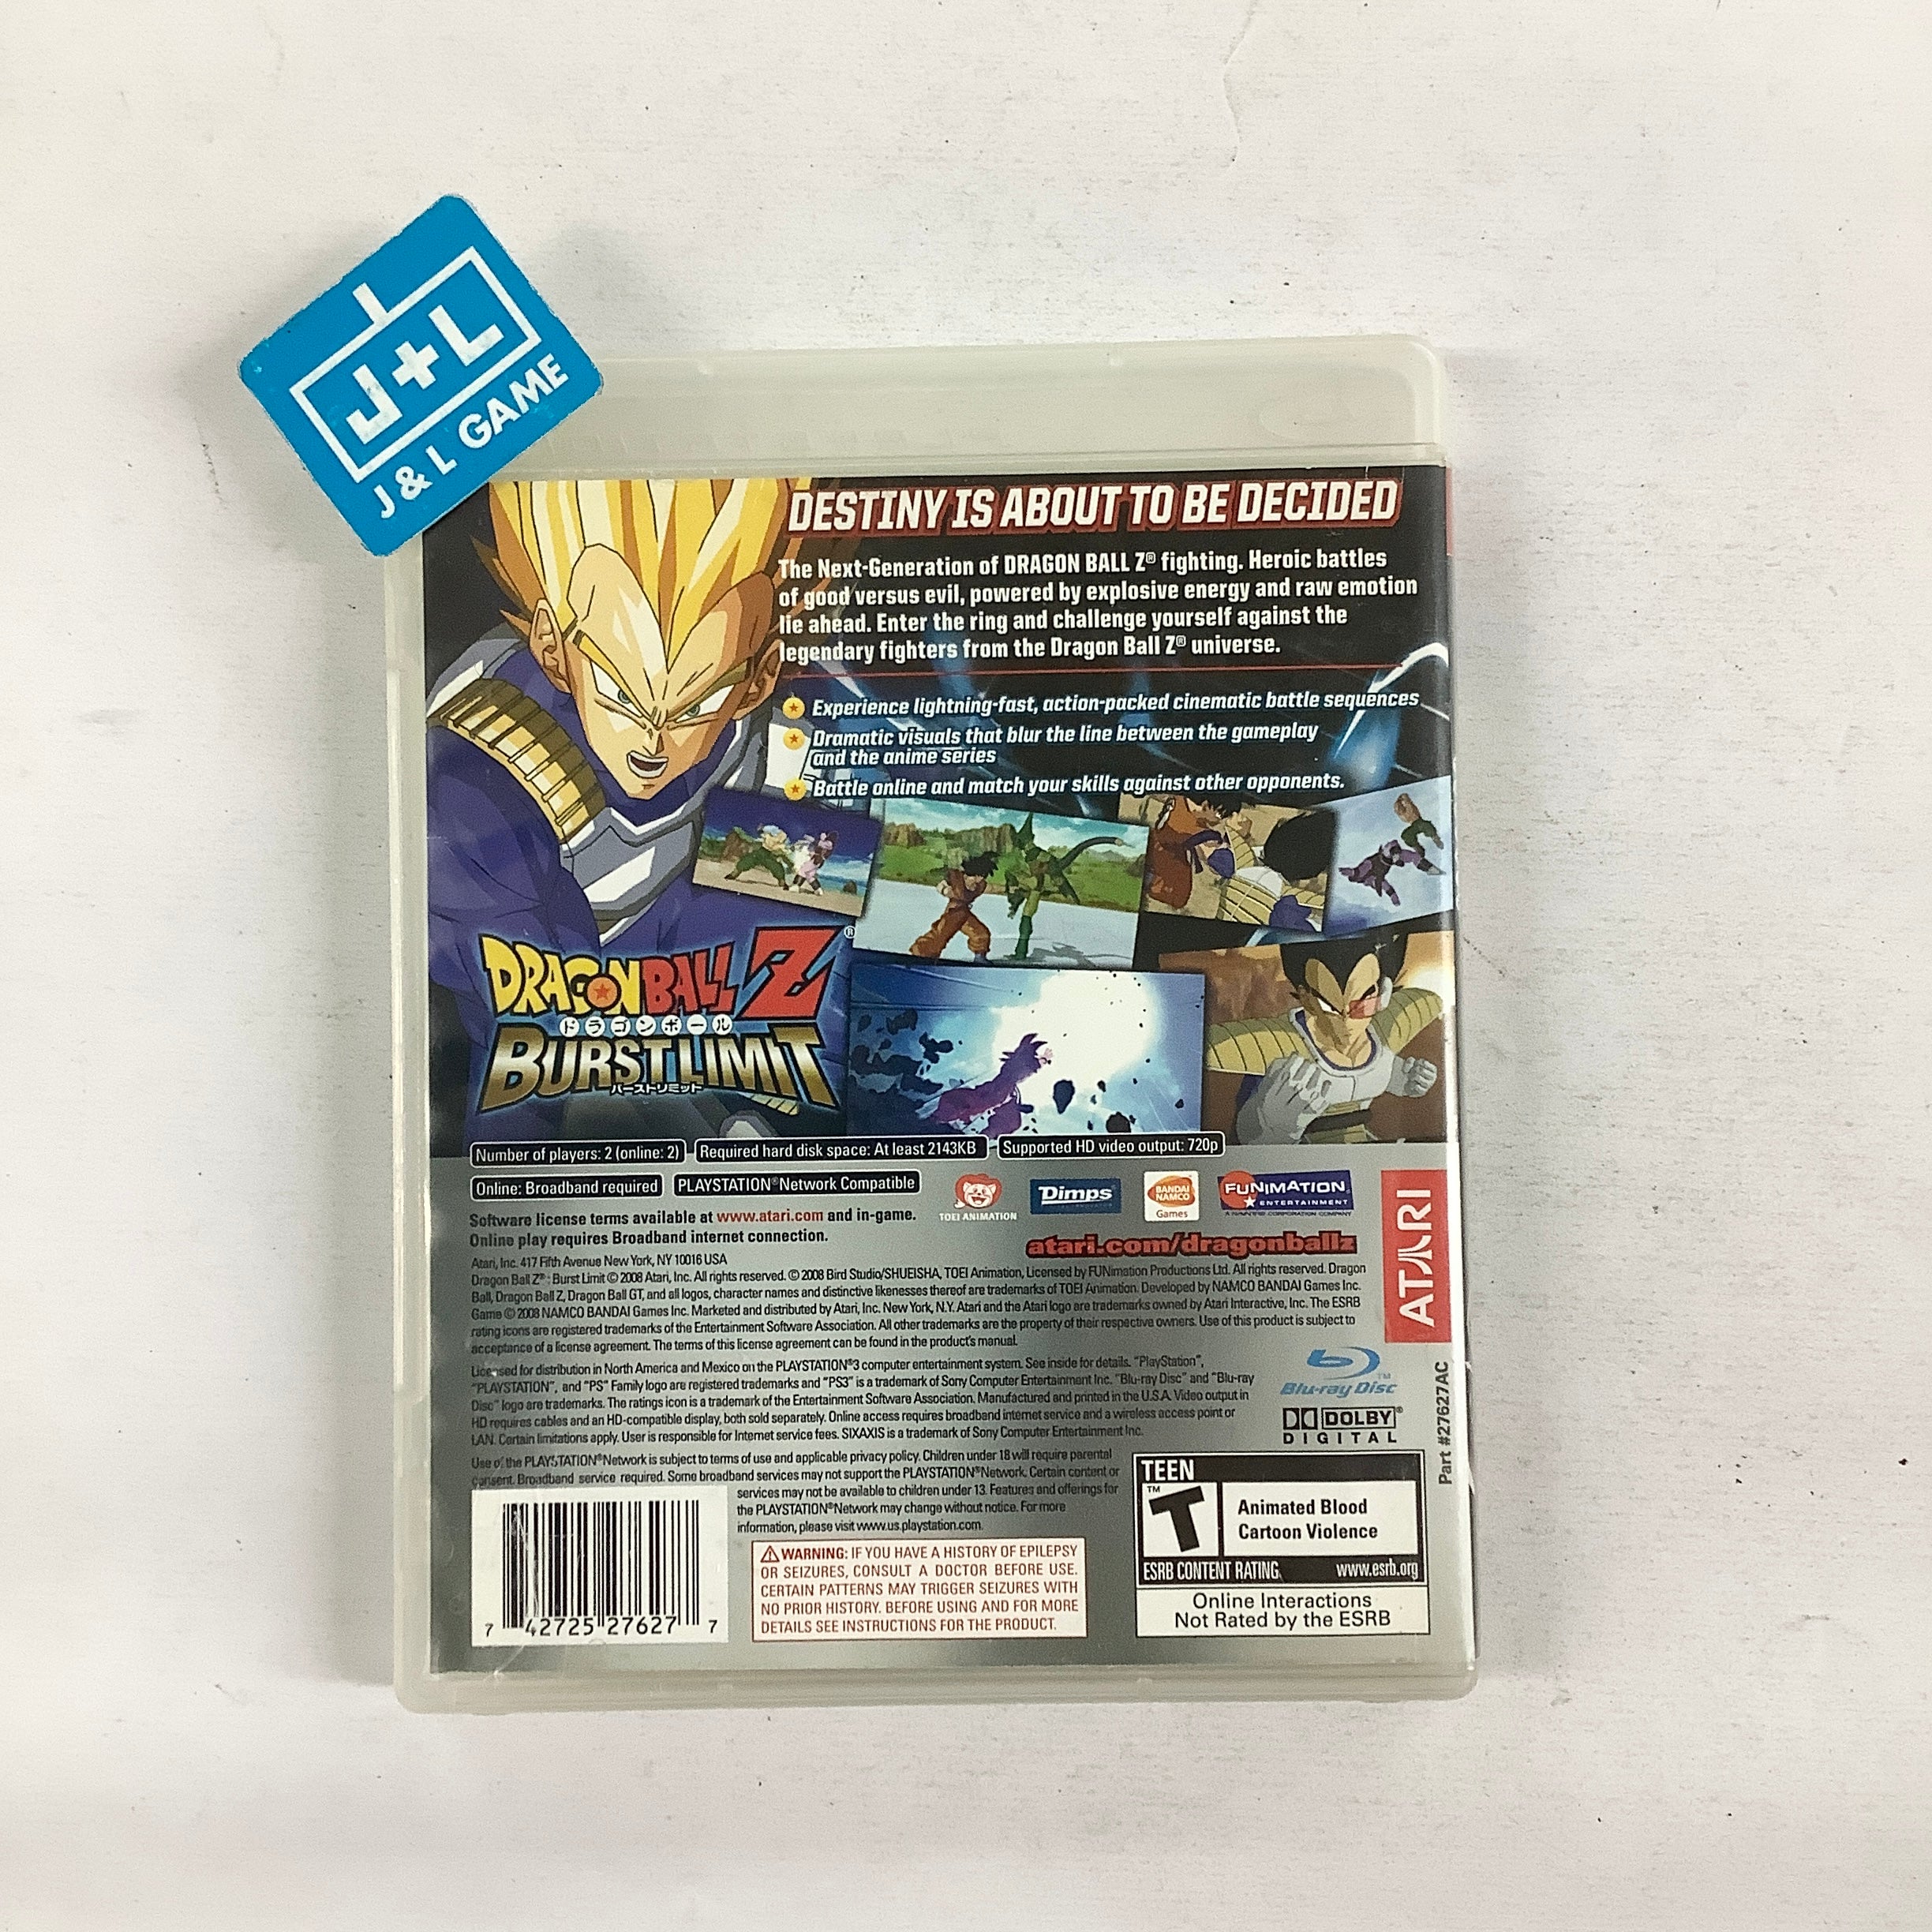 J+L
J & L GAME
DESTINY IS ABOUT TO BE DECIDED
The Next-Generation of DRAGON BALL Z® fighting. Heroic battles
of good versus evil, powered by explosive energy and raw emotion
lie ahead. Enter the ring and challenge yourself against the
legendary fighters from the Dragon Ball Z® universe.
Experience lightning-fast, action-packed cinematic battle sequences
Dramatic visuals that blur the line between the gameplay
and the anime series
Battle online and match your skills against other opponents.
DRAGON BALL Z®
ドラゴンボール
BURST LIMIT
バーストリミット
Number of players: 2 (online: 2)
Required hard disk space: At least 2143KB
Supported HD video output: 720p
Online: Broadband required
PLAYSTATION®Network Compatible
TOEI ANIMATION
Dimps
BANDAI
NAMCO
Games
FUNIMATION
ENTERTAINMENT
Software license terms available at www.atari.com and in-game.
Online play requires Broadband internet connection.
atari.com/dragonballz
ATARI
Atari, Inc. 417 Fifth Avenue New York, NY 10016 USA
Dragon Ball Z® : Burst Limit © 2008 Atari, Inc. All rights reserved. © 2008 Bird Studio/SHUEISHA, TOEI Animation, Licensed by FUNimation Productions Ltd. All rights reserved. Dragon
Ball, Dragon Ball Z, Dragon Ball GT, and all logos, character names and distinctive likenesses thereof are trademarks of TOEI Animation. Developed by NAMCO BANDAI Games Inc.
Game © 2008 NAMCO BANDAI Games Inc. Marketed and distributed by Atari, Inc. New York, N.Y. Atari and the Atari logo are trademarks owned by Atari Interactive, Inc. The ESRB
rating icons are registered trademarks of the Entertainment Software Association. All other trademarks are the property of their respective owners. Use of this product is subject to
acceptance of a license agreement. The terms of this license agreement can be found in the product's manual.
Licensed for distribution in North America and Mexico on the PLAYSTATION®3 computer entertainment system. See inside for details. "PlayStation",
"PLAYSTATION", and "PS" Family logo are registered trademarks and "PS3" is a trademark of Sony Computer Entertainment Inc. "Blu-ray Disc" and "Blu-ray
Disc" logo are trademarks. The ratings icon is a trademark of the Entertainment Software Association. Manufactured and printed in the U.S.A. Video output in
HD requires cables and an HD-compatible display, both sold separately. Online access requires broadband internet service and a wireless access point or
LAN. Certain limitations apply. User is responsible for Internet service fees. SIXAXIS is a trademark of Sony Computer Entertainment Inc.
Use of the PLAYSTATION®Network is subject to terms of use and applicable privacy policy. Children under 18 will require parental
consent. Broadband service required. Some broadband services may not support the PLAYSTATION®Network. Certain content or
services may not be available to children under 13. Features and offerings for
the PLAYSTATION®Network may change without notice. For more
information, please visit www.us.playstation.com.
Blu-ray Disc™
DOLBY®
DIGITAL
Part #27627AC
WARNING: IF YOU HAVE A HISTORY OF EPILEPSY
OR SEIZURES, CONSULT A DOCTOR BEFORE USE.
CERTAIN PATTERNS MAY TRIGGER SEIZURES WITH
NO PRIOR HISTORY. BEFORE USING AND FOR MORE
DETAILS SEE INSTRUCTIONS FOR THE PRODUCT.
7 42725 27627 7
TEEN
T™
Animated Blood
Cartoon Violence
ESRB CONTENT RATING www.esrb.org
Online Interactions
Not Rated by the ESRB